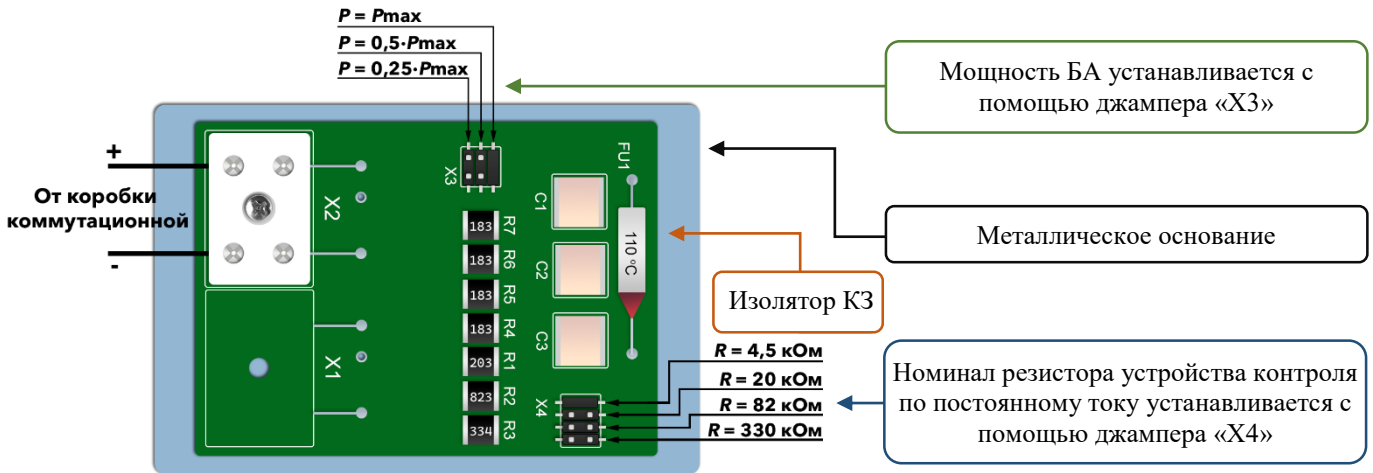 P = Pmax
P = 0,5·Pmax
P = 0,25·Pmax
Мощность БА устанавливается с
помощью джампера «Х3»
+
От коробки
коммутационной
-
X2
X1
X3
FU1
110 °C
C1
C2
C3
183
R7
183
R6
183
R5
183
R4
203
R1
823
R2
334
R3
X4
Металлическое основание
Изолятор КЗ
R = 4,5 кОм
R = 20 кОм
R = 82 кОм
R = 330 кОм
Номинал резистора устройства контроля
по постоянному току устанавливается с
помощью джампера «Х4»